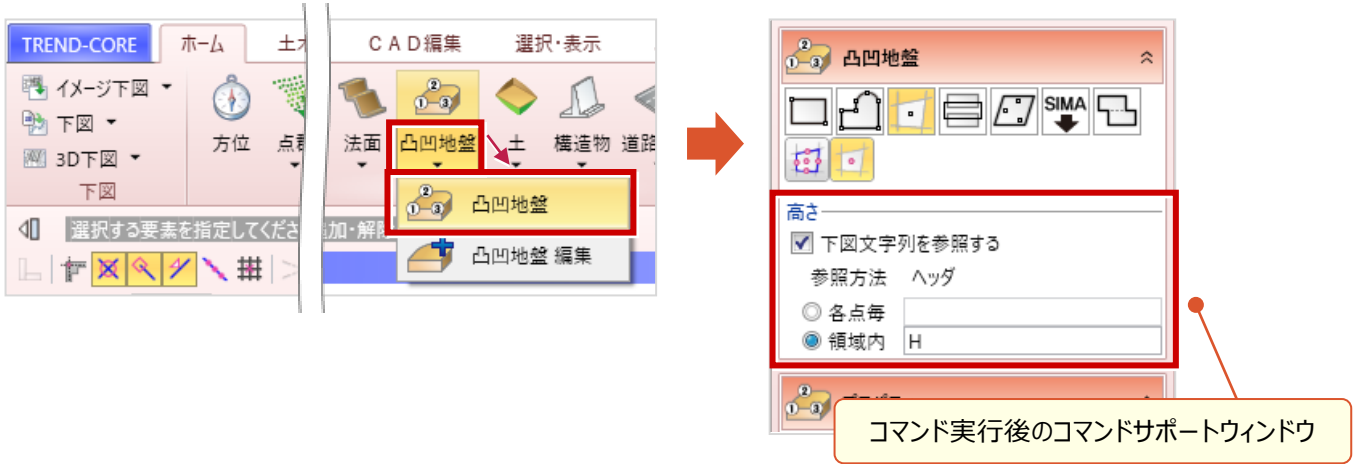 TREND-CORE ホーム 土木 ＣＡＤ編集 選択・表示
イメージ下図
下図
3D下図
下図
方位 点群 法面 凸凹地盤 土 構造物 道路
① ② ③
凸凹地盤
凸凹地盤 編集
選択する要素を指定してくださ 追加・解除
凸凹地盤
SIMA
高さ
下図文字列を参照する
参照方法 ヘッダ
各点毎
領域内 H
コマンド実行後のコマンドサポートウィンドウ